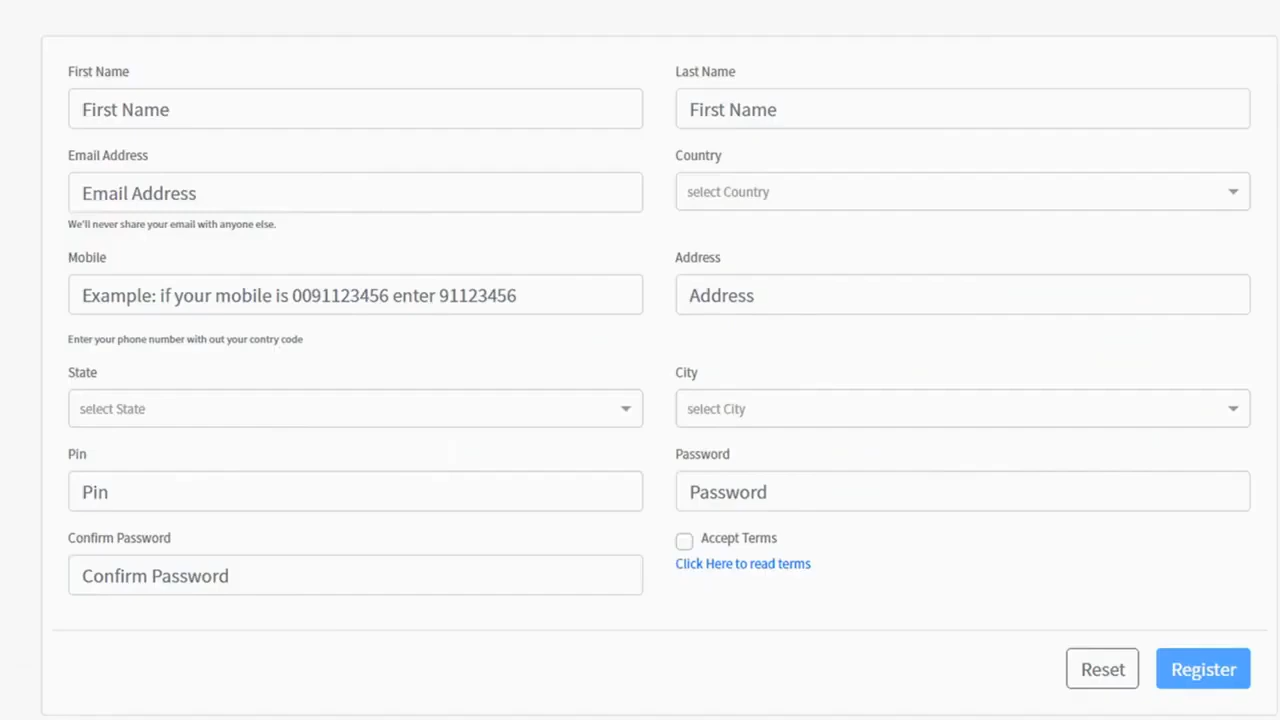 First Name
Last Name
First Name
First Name
Email Address
Country
Email Address
select Country
We'll never share your email with anyone else.
Mobile
Address
Example: if your mobile is 0091123456 enter 91123456
Address
Enter your phone number with out your contry code
State
City
select State
select City
Pin
Password
Pin
Password
Confirm Password
Accept Terms
Click Here to read terms
Confirm Password
Reset
Register